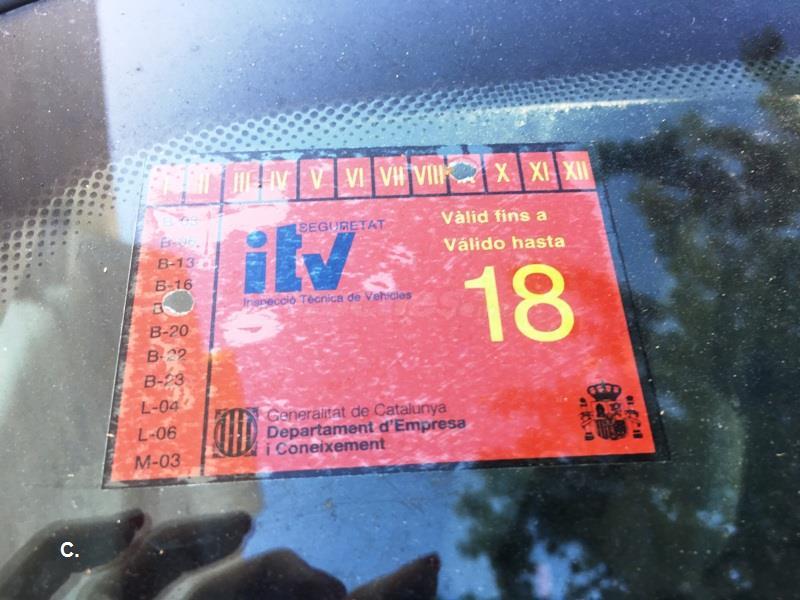 I II III IV V VI VII VIII X XI XII
SEGURETAT
itv
Inspecció Tècnica de Vehicles
Vàlid fins a
Válido hasta
18
B-06
B-13
B-16
B-20
B-22
B-23
L-04
L-06
M-03
Generalitat de Catalunya
Departament d'Empresa
i Coneixement
C.